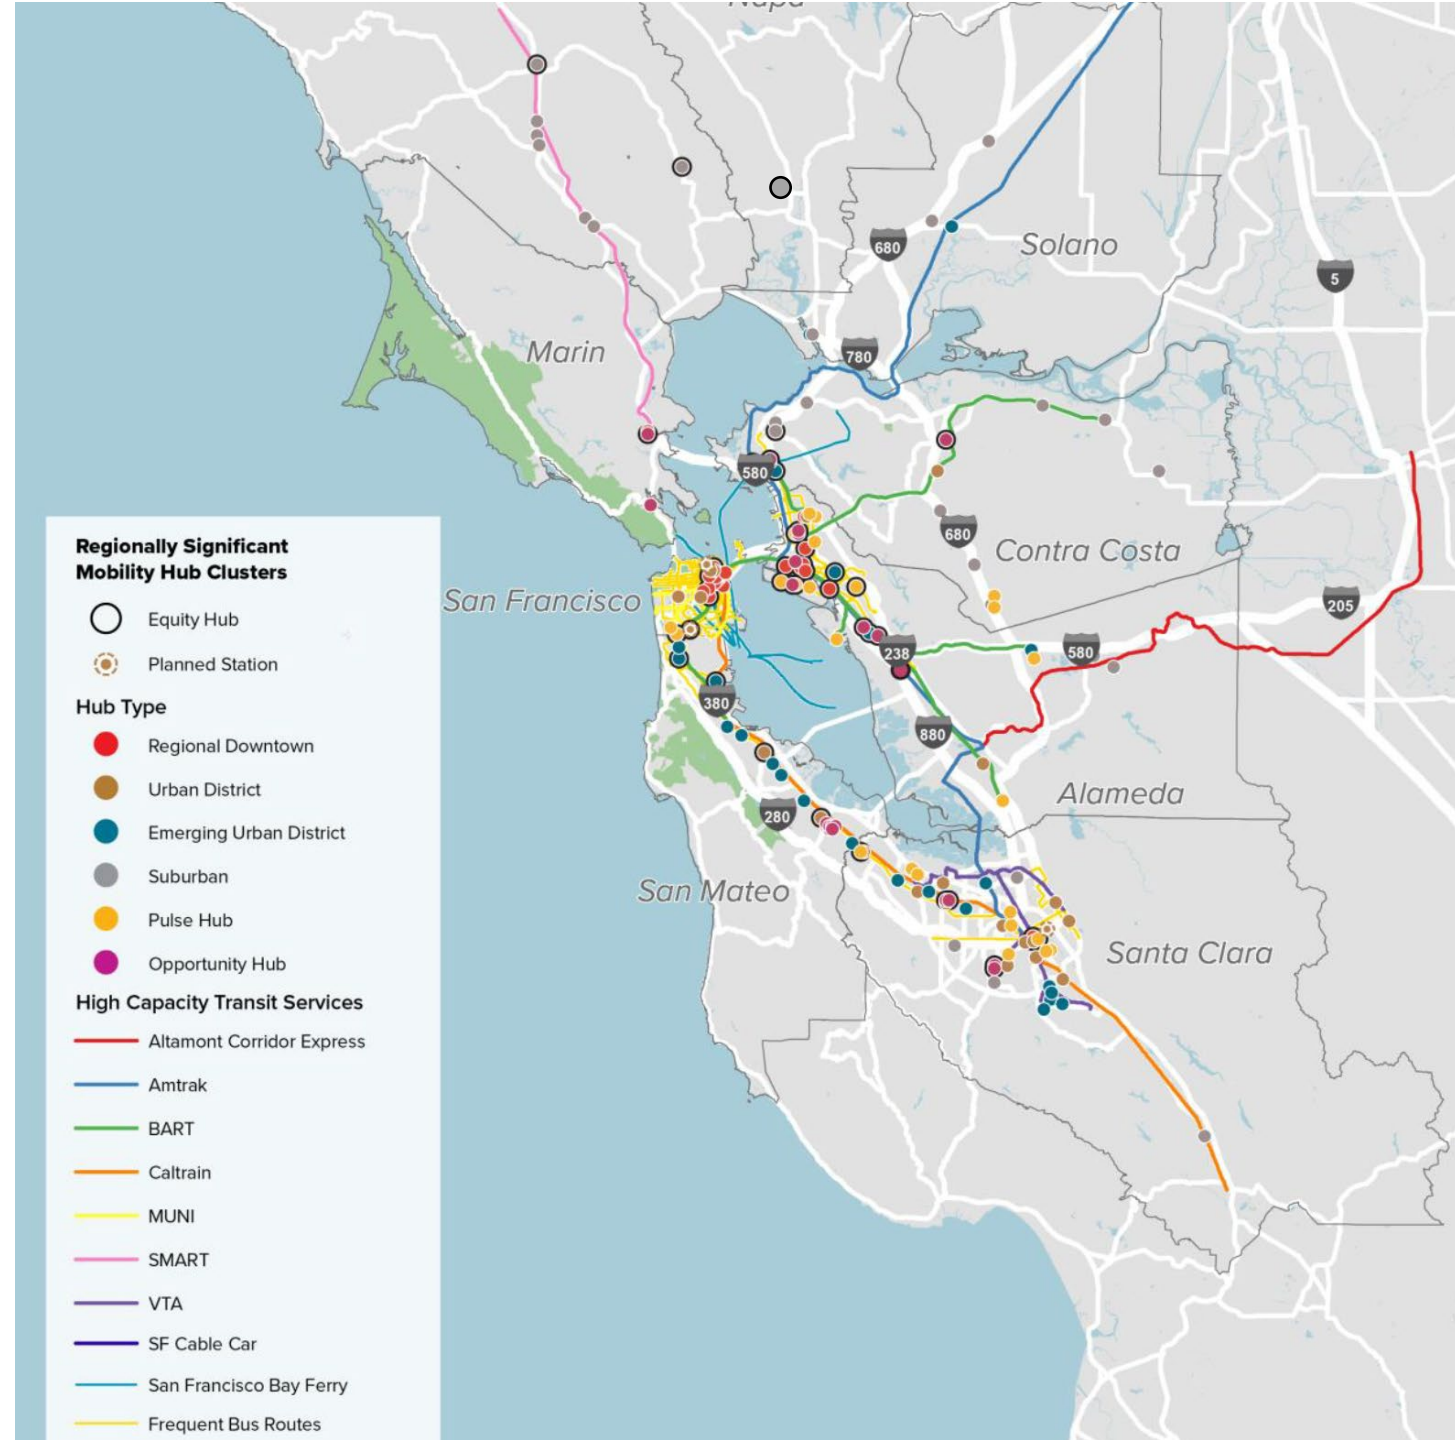 Napa
680
Solano
5
Marin
780
580
680
Contra Costa
San Francisco
205
238
580
380
880
Alameda
280
San Mateo
Santa Clara
Regionally Significant
Mobility Hub Clusters
Equity Hub
Planned Station
Hub Type
Regional Downtown
Urban District
Emerging Urban District
Suburban
Pulse Hub
Opportunity Hub
High Capacity Transit Services
Altamont Corridor Express
Amtrak
BART
Caltrain
MUNI
SMART
VTA
SF Cable Car
San Francisco Bay Ferry
Frequent Bus Routes